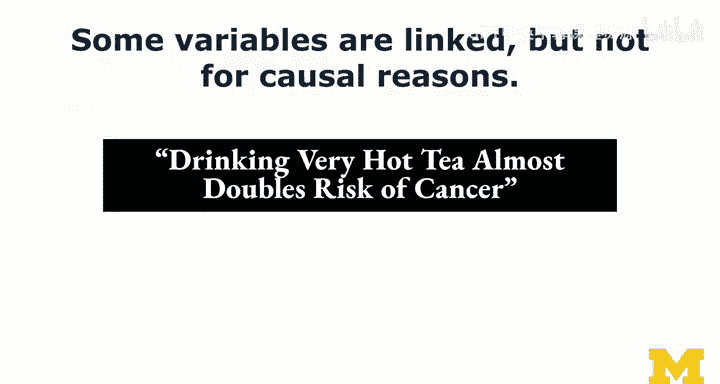 Some variables are linked, but not
for causal reasons.
“Drinking Very Hot Tea Almost
Doubles Risk of Cancer”
M